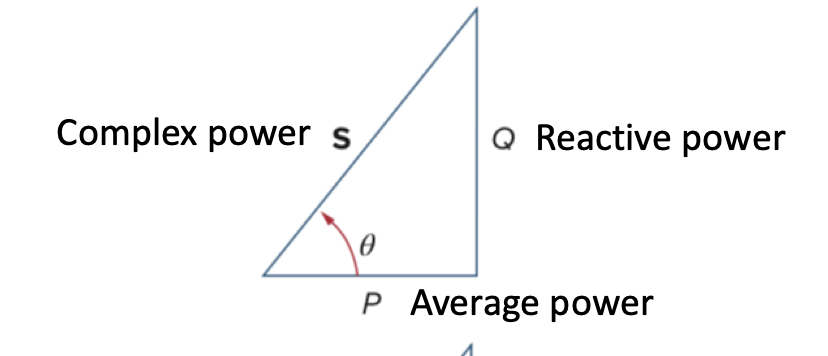 Complex power S
Q Reactive power
θ
P Average power